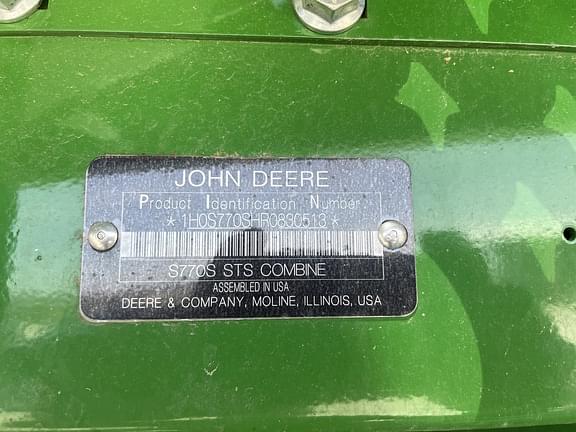 JOHN DEERE
Product Identification Number
*1H0S770SHR0830513*
S770S STS COMBINE
ASSEMBLED IN USA
DEERE & COMPANY, MOLINE, ILLINOIS, USA